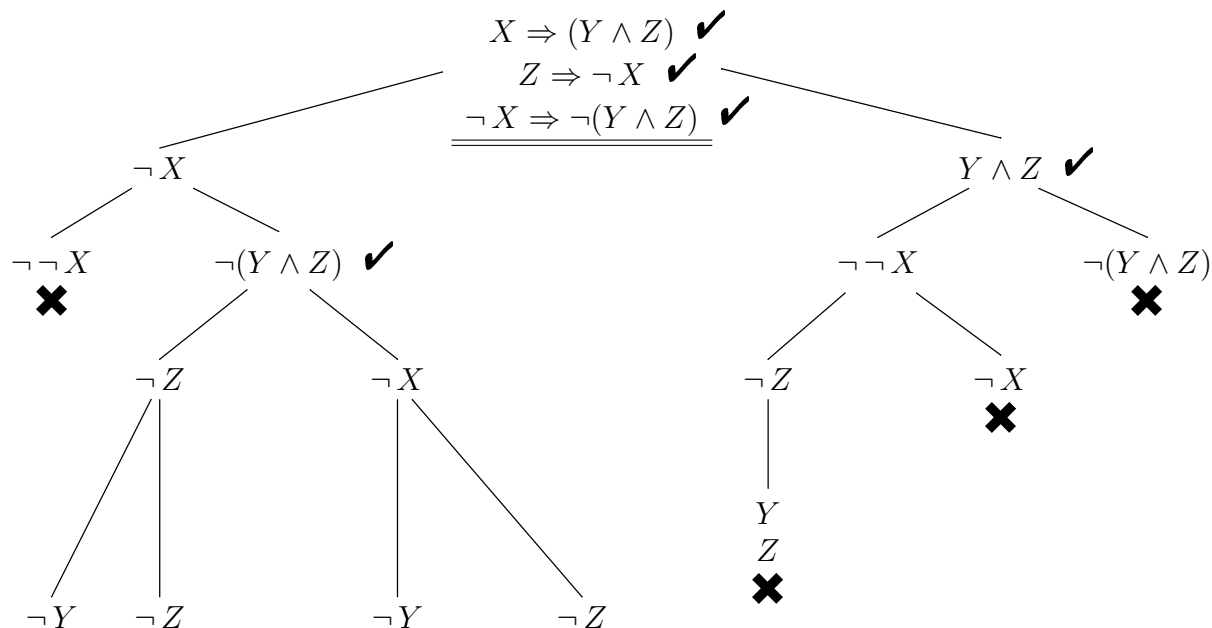 X ⇒ (Y ∧ Z) ✔
Z ⇒ ¬ X ✔
¬ X ⇒ ¬(Y ∧ Z) ✔
¬ X Y ∧ Z ✔
¬ ¬ X ¬(Y ∧ Z) ✔ ¬ ¬ X ¬(Y ∧ Z)
✖ ✖
¬ Z ¬ X ¬ Z ¬ X
✖
Y
Z
✖
¬ Y ¬ Z ¬ Y ¬ Z